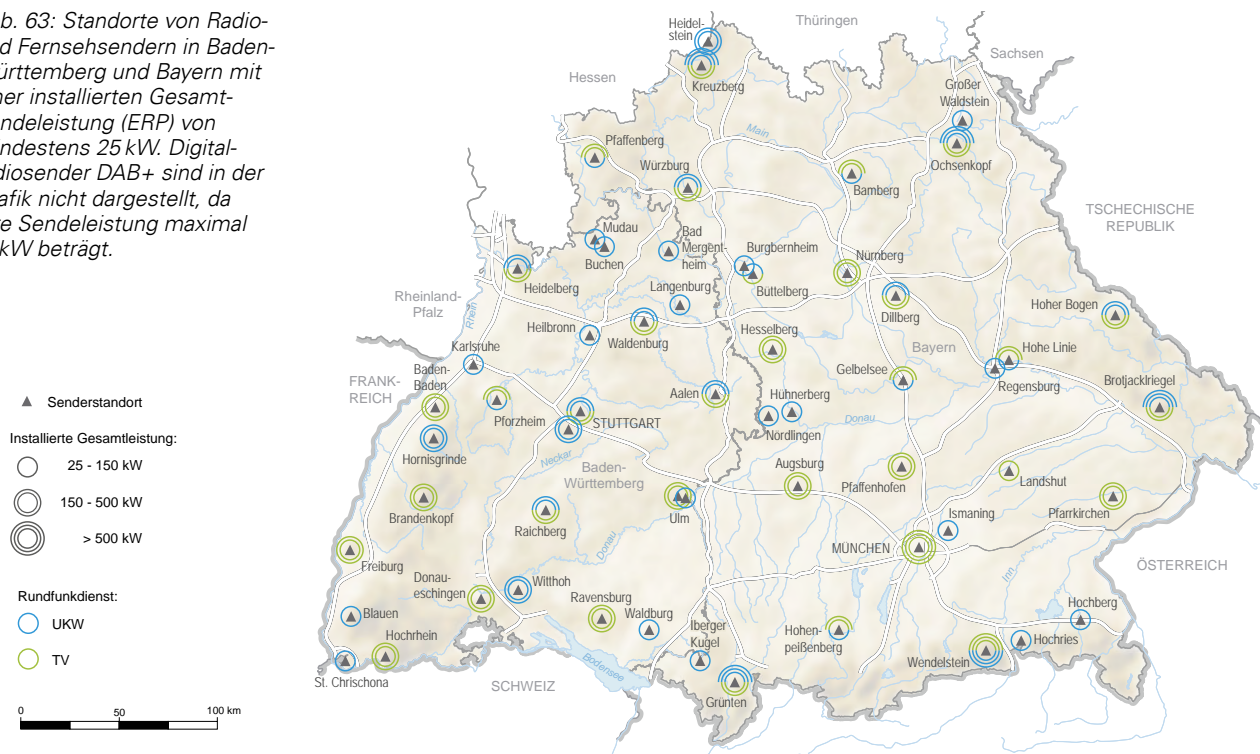 b. 63: Standorte von Radio-
d Fernsehsendern in Baden-
ürttemberg und Bayern mit
ner installierten Gesamt-
ndeleistung (ERP) von
ndestens 25 kW. Digital-
diosender DAB+ sind in der
afik nicht dargestellt, da
re Sendeleistung maximal
kW beträgt.
Senderstandort
Installierte Gesamtleistung:
25 - 150 kW
150 - 500 kW
> 500 kW
Rundfunkdienst:
UKW
TV
0 50 100 km
Heidel-
stein
Thüringen
Sachsen
Hessen
Kreuzberg
Großer
Waldstein
Main
Pfaffenberg
Würzburg
Ochsenkopf
Bamberg
TSCHECHISCHE
REPUBLIK
Mudau
Buchen
Bad
Mergent-
heim
Burgbernheim
Büttelberg
Nürnberg
Heidelberg
Langenburg
Dillberg
Hoher Bogen
Rheinland-
Pfalz
Rhein
Heilbronn
Waldenburg
Hesselberg
Bayern
Hohe Linie
Karlsruhe
Gelbelsee
Regensburg
Brotjacklriegel
Baden-
Baden
FRANK-
REICH
Pforzheim
Aalen
Hühnerberg
Donau
Nördlingen
STUTTGART
Hornisgrinde
Neckar
Baden-
Württemberg
Augsburg
Pfaffenhofen
Landshut
Brandenkopf
Raichberg
Ulm
Pfarrkirchen
Ismaning
Donau
MÜNCHEN
Freiburg
Inn
ÖSTERREICH
Donau-
eschingen
Witthoh
Ravensburg
Waldburg
Blauen
Hochrhein
Iberger
Kugel
Hohen-
peißenberg
Hochberg
Hochries
Wendelstein
St. Chrischona
Bodensee
SCHWEIZ
Grünten